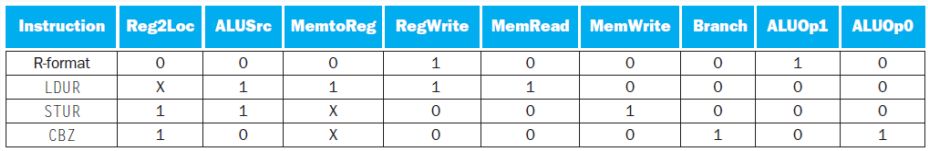 Instruction Reg2Loc ALUSrc MemtoReg RegWrite MemRead MemWrite Branch ALUOp1 ALUOp0
R-format 0 0 0 1 0 0 0 1 0
LDUR X 1 1 1 1 0 0 0 0
STUR 1 1 X 0 0 1 0 0 0
CBZ 1 0 X 0 0 0 1 0 1